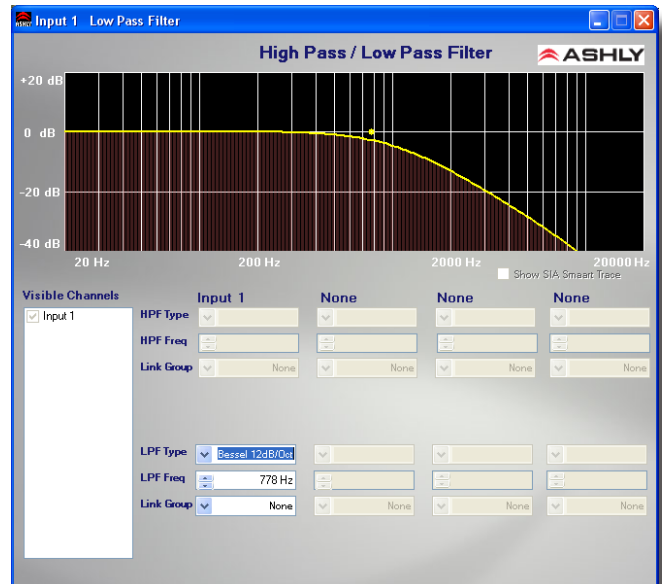 Input 1 Low Pass Filter
High Pass / Low Pass Filter
ASHLY
+20 dB
0 dB
-20 dB
-40 dB
20 Hz 200 Hz 2000 Hz 20000 Hz
Show SIA Smaart Trace
Visible Channels
Input 1
Input 1 None None None
HPF Type
HPF Freq
Link Group None None None None
LPF Type Bessel 12dB/Oct
LPF Freq 778 Hz
Link Group None None None None